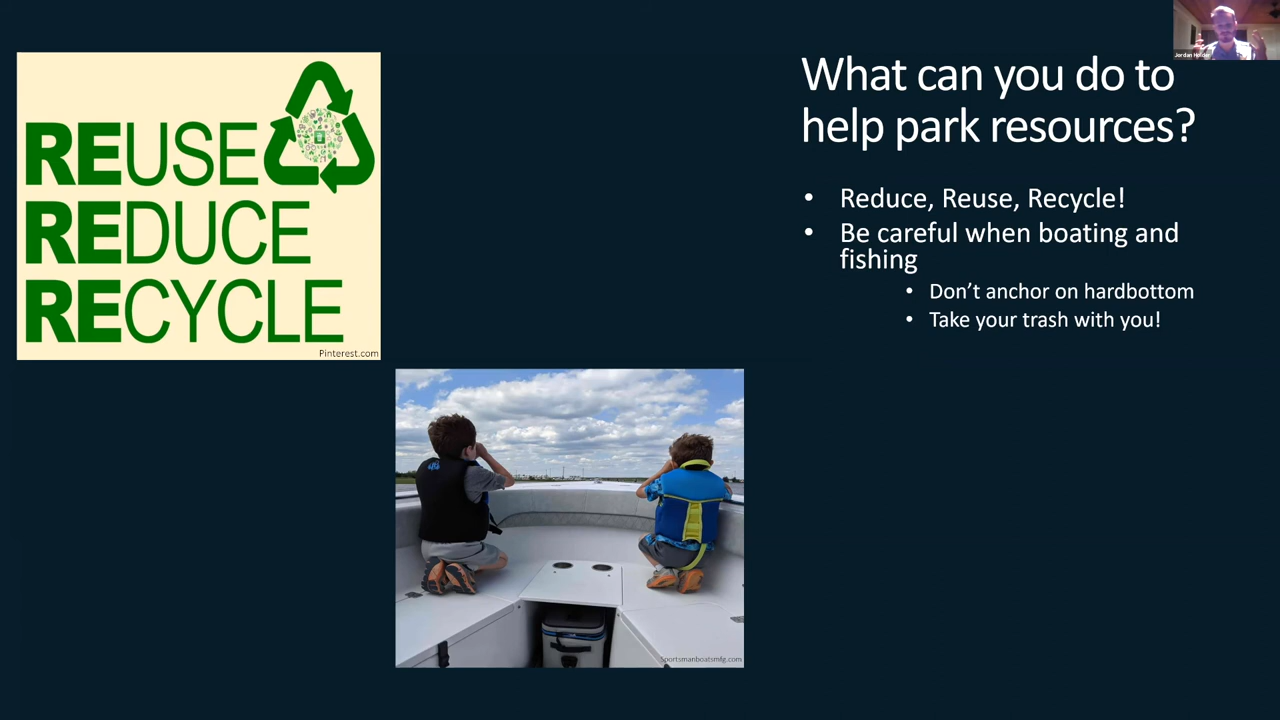 What can you do to
help park resources?
REUSE
REDUCE
RECYCLE
Pinterest.com
• Reduce, Reuse, Recycle!
• Be careful when boating and
fishing
• Don't anchor on hardbottom
• Take your trash with you!
Sportsmanboatsmfg.com